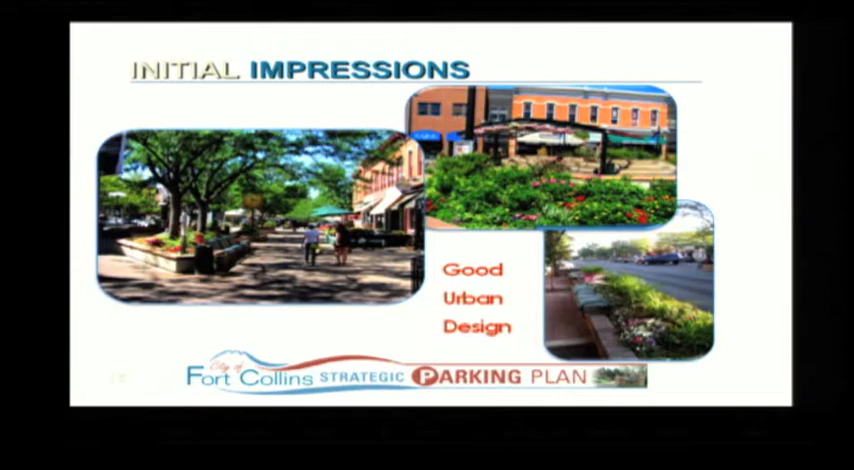 INITIAL IMPRESSIONS
Good
Urban
Design
City of
Fort Collins STRATEGIC PARKING PLAN